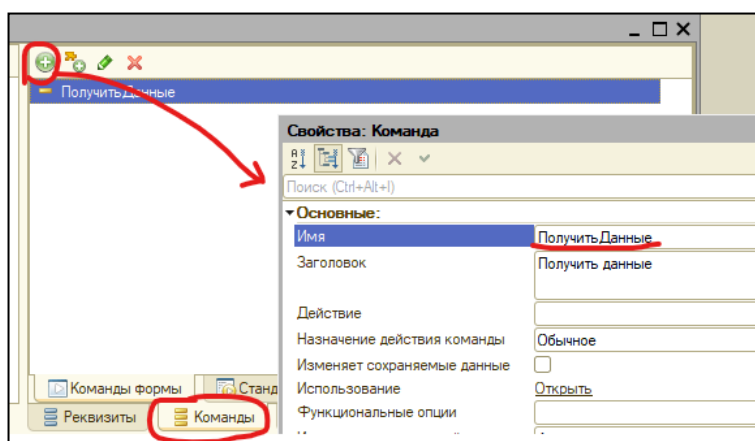 ПолучитьДанные
Свойства: Команда
Поиск (Ctrl+Alt+I)
Основные:
Имя ПолучитьДанные
Заголовок Получить данные
Действие
Назначение действия команды Обычное
Изменяет сохраняемые данные
Использование Открыть
Функциональные опции
Команды формы Станд
Реквизиты Команды